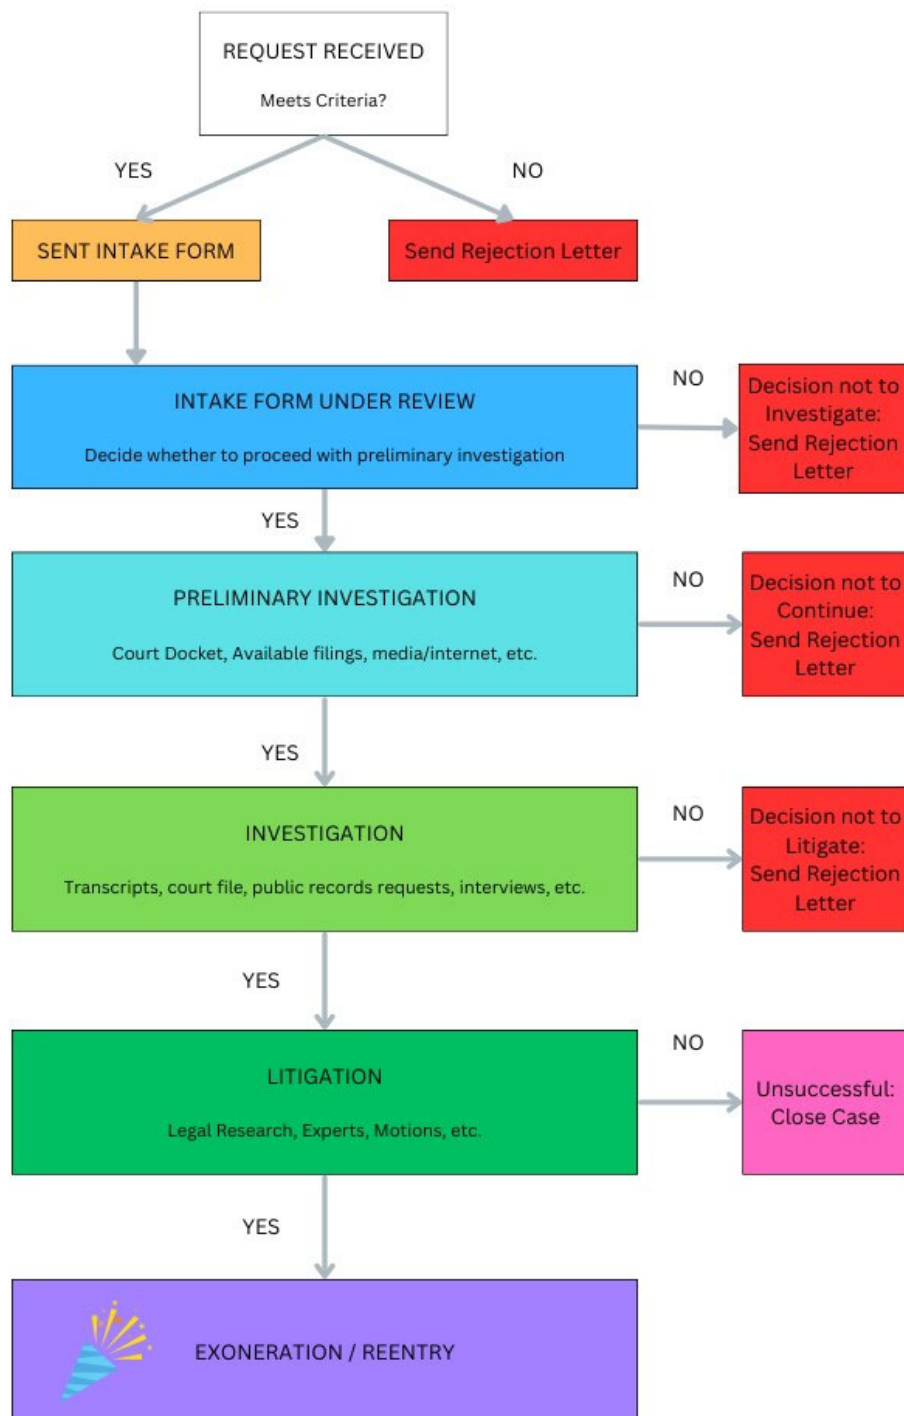 REQUEST RECEIVED
Meets Criteria?
YES
NO
SENT INTAKE FORM
Send Rejection Letter
INTAKE FORM UNDER REVIEW
Decide whether to proceed with preliminary investigation
NO
Decision not to
Investigate:
Send Rejection
Letter
YES
PRELIMINARY INVESTIGATION
Court Docket, Available filings, media/internet, etc.
NO
Decision not to
Continue:
Send Rejection
Letter
YES
INVESTIGATION
Transcripts, court file, public records requests, interviews, etc.
NO
Decision not to
Litigate:
Send Rejection
Letter
YES
LITIGATION
Legal Research, Experts, Motions, etc.
NO
Unsuccessful:
Close Case
YES
EXONERATION / REENTRY